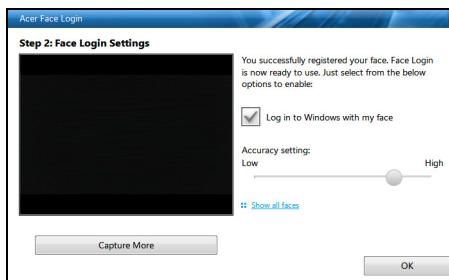 Acer Face Login
Step 2: Face Login Settings
You successfully registered your face. Face Login
is now ready to use. Just select from the below
options to enable:
Log in to Windows with my face
Accuracy setting:
Low High
Show all faces
Capture More
OK